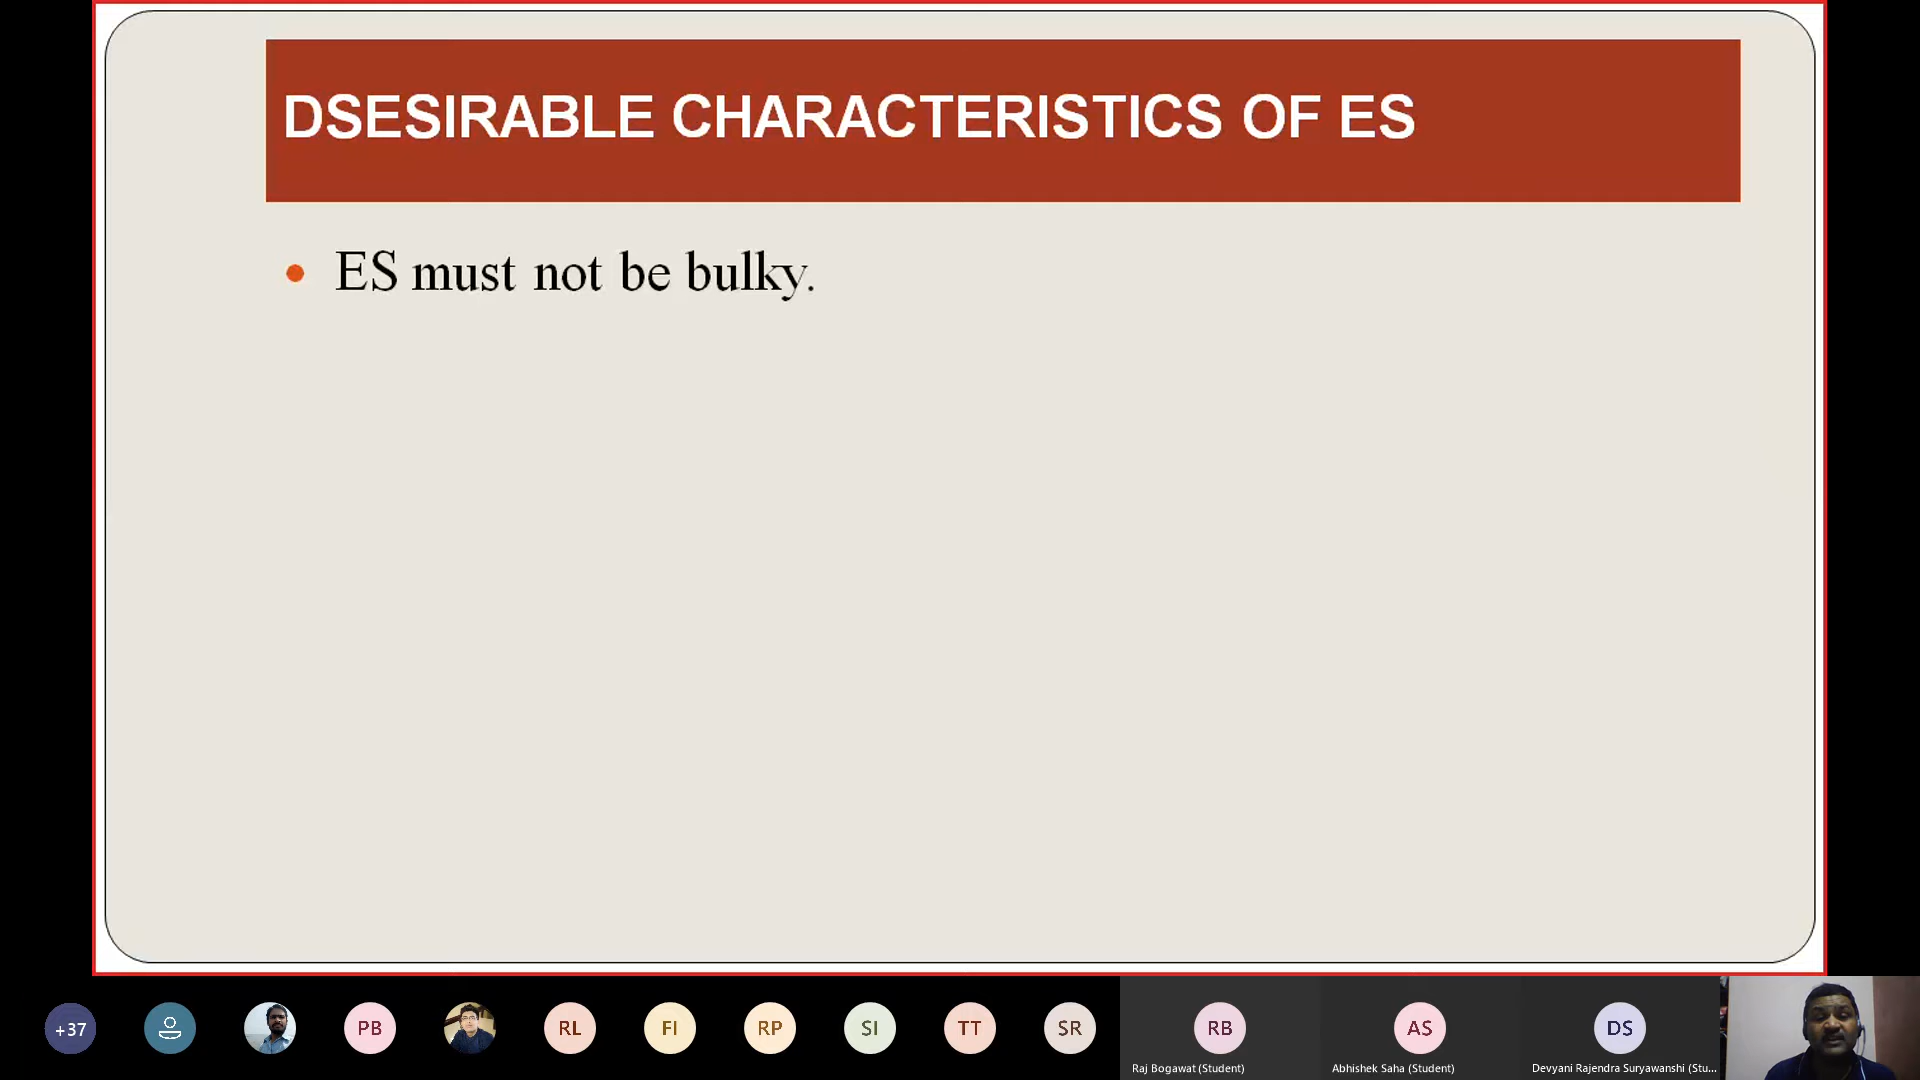 DSESIRABLE CHARACTERISTICS OF ES
ES must not be bulky.
+37
PB
RL
FI
RP
SI
TT
SR
RB
AS
DS
Raj Bogawat (Student)
Abhishek Saha (Student)
Devyani Rajendra Suryawanshi (Stu...